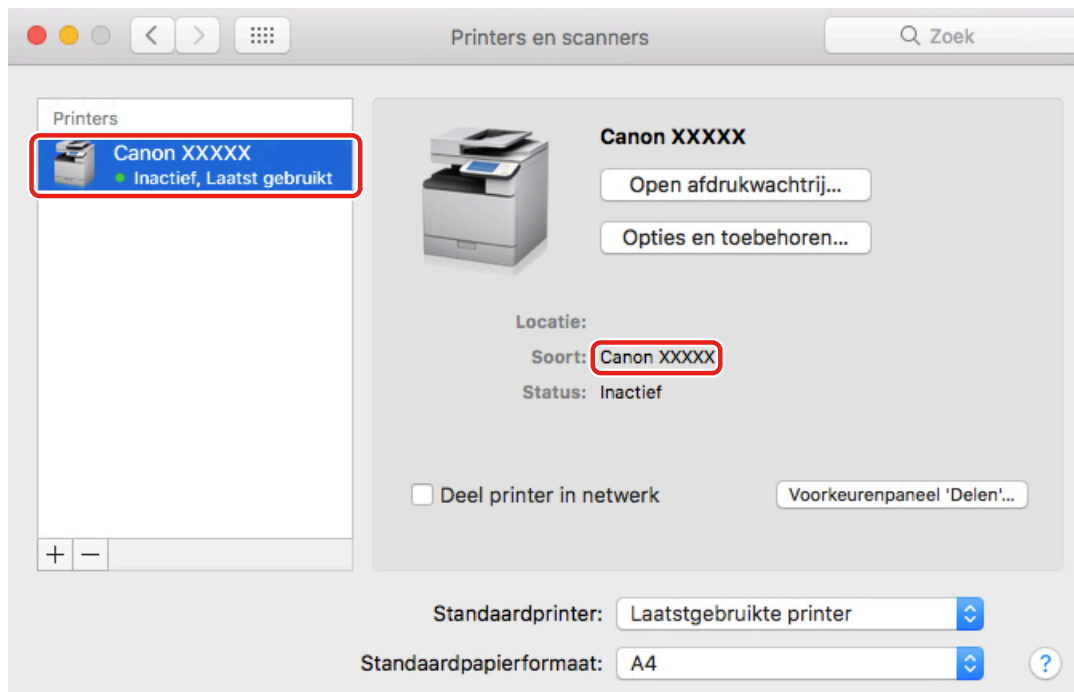 Printers en scanners
Zoek
Printers
Canon XXXXX
Inactief, Laatst gebruikt
Canon XXXXX
Open afdrukwachtrij...
Opties en toebehoren...
Locatie:
Soort: Canon XXXXX
Status: Inactief
Deel printer in netwerk
Voorkeurenpaneel 'Delen'...
+ −
Standaardprinter: Laatstgebruikte printer
Standaardpapierformaat: A4
?